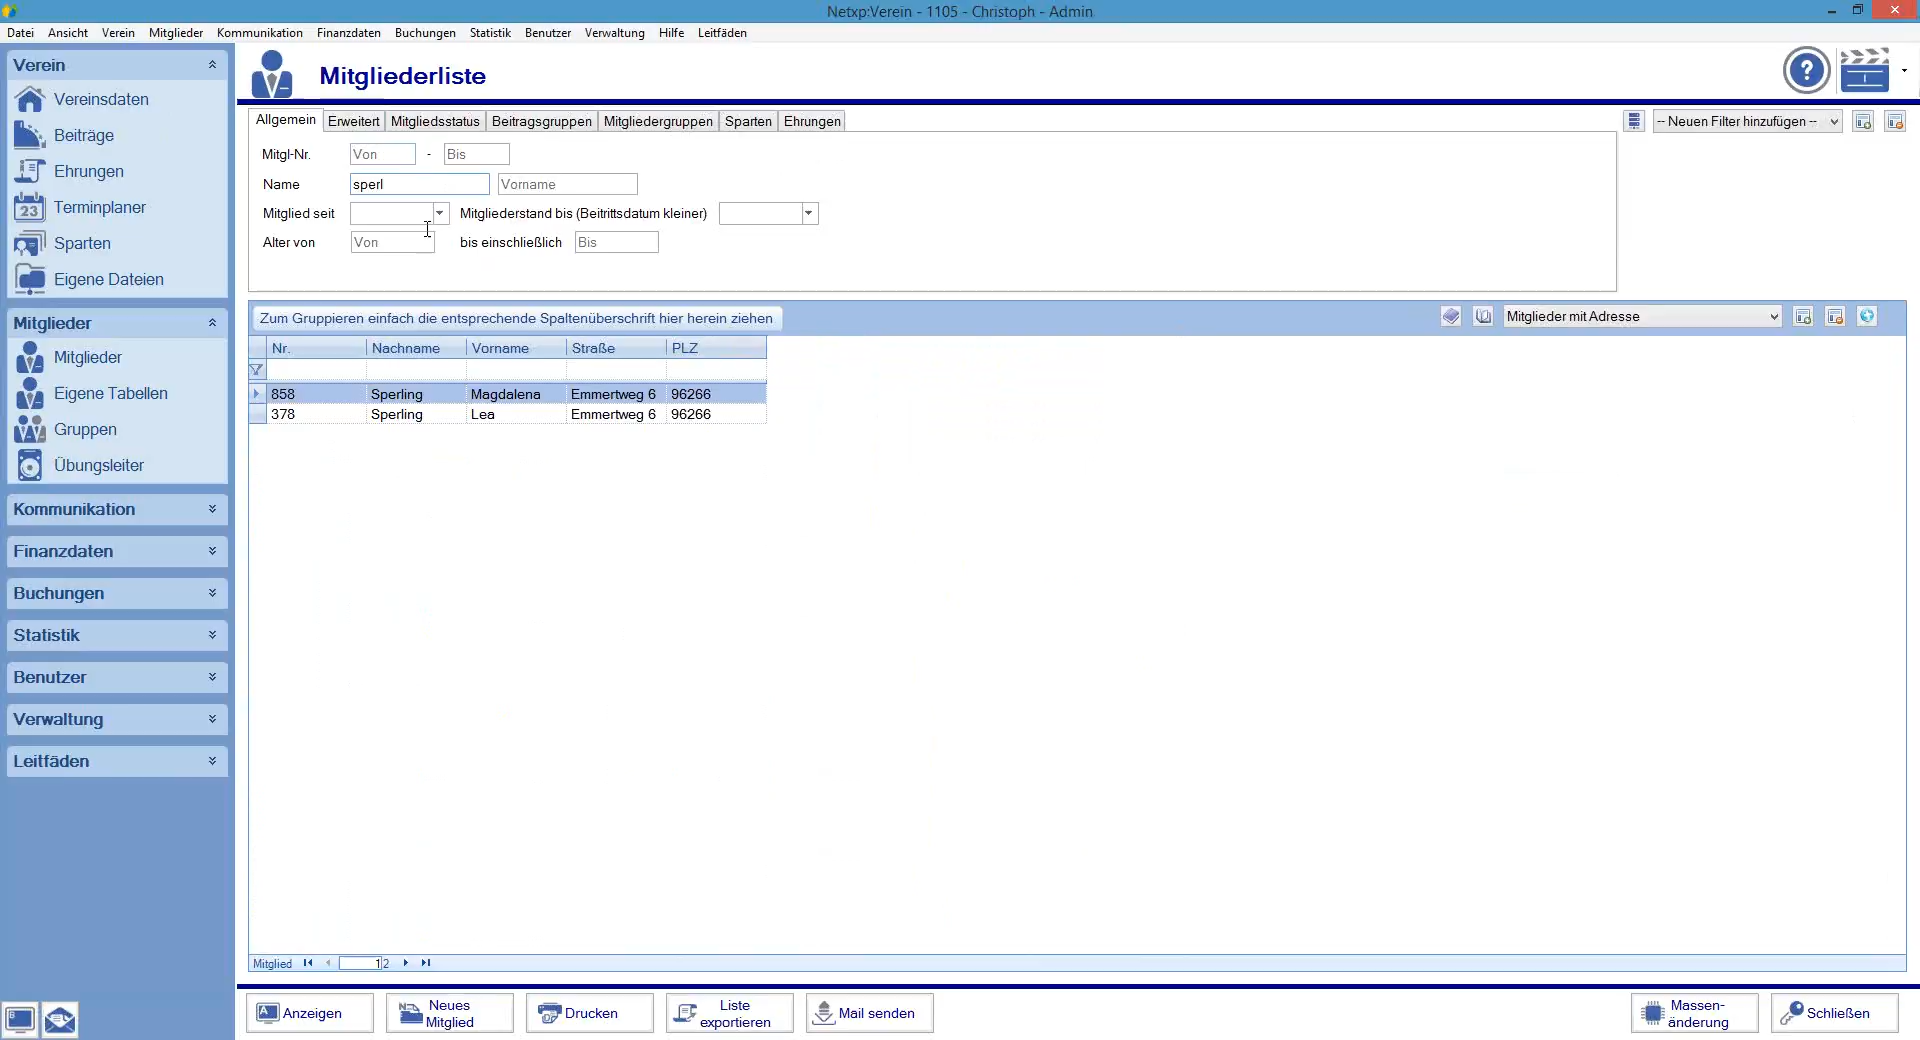 Netxp:Verein - 1105 - Christoph - Admin
Datei Ansicht Verein Mitglieder Kommunikation Finanzdaten Buchungen Statistik Benutzer Verwaltung Hilfe Leitfäden
Verein
Vereinsdaten
Beiträge
Ehrungen
23 Terminplaner
Sparten
Eigene Dateien
Mitglieder
Mitglieder
Eigene Tabellen
Gruppen
Übungsleiter
Kommunikation
Finanzdaten
Buchungen
Statistik
Benutzer
Verwaltung
Leitfäden
Mitgliederliste
?
Allgemein Erweitert Mitgliedsstatus Beitragsgruppen Mitgliedergruppen Sparten Ehrungen
-- Neuen Filter hinzufügen --
Mitgl-Nr. Von - Bis
Name sperl Vorname
Mitglied seit Mitgliederstand bis (Beitrittsdatum kleiner)
Alter von Von bis einschließlich Bis
Zum Gruppieren einfach die entsprechende Spaltenüberschrift hier herein ziehen
Mitglieder mit Adresse
Nr. Nachname Vorname Straße PLZ
858 Sperling Magdalena Emmertweg 6 96266
378 Sperling Lea Emmertweg 6 96266
Mitglied 1 2
Anzeigen
Neues
Mitglied
Drucken
Liste
exportieren
Mail senden
Massen-
änderung
Schließen